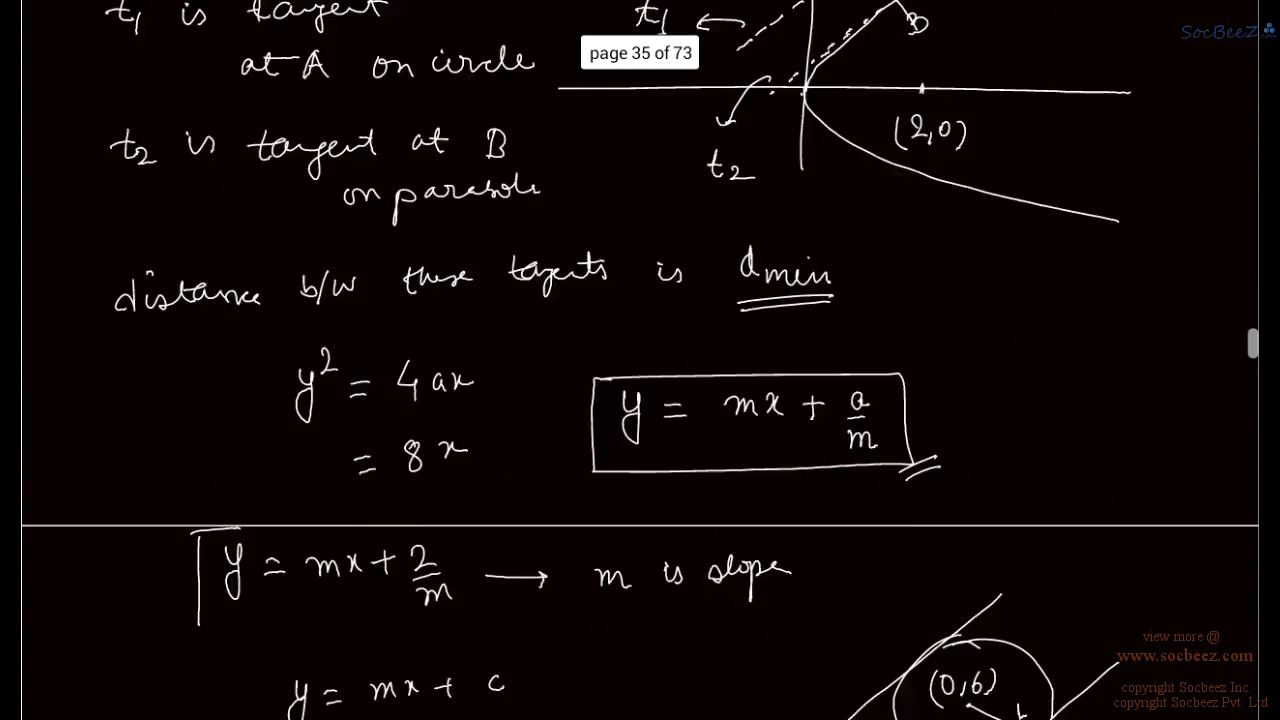 t1 is tangent
t1
B
SocBeeZ
page 35 of 73
at A on circle
(2,0)
t2 is tangent at B
t2
on parabola
distance b/w these tagents is dmin
y² = 4ax
y = mx + a/m
= 8x
y = mx + 2/m → m is slope
view more @
www.socbeez.com
(0,6)
y = mx + c
copyright Socbeez Inc.
copyright Socbeez Pvt. Ltd.